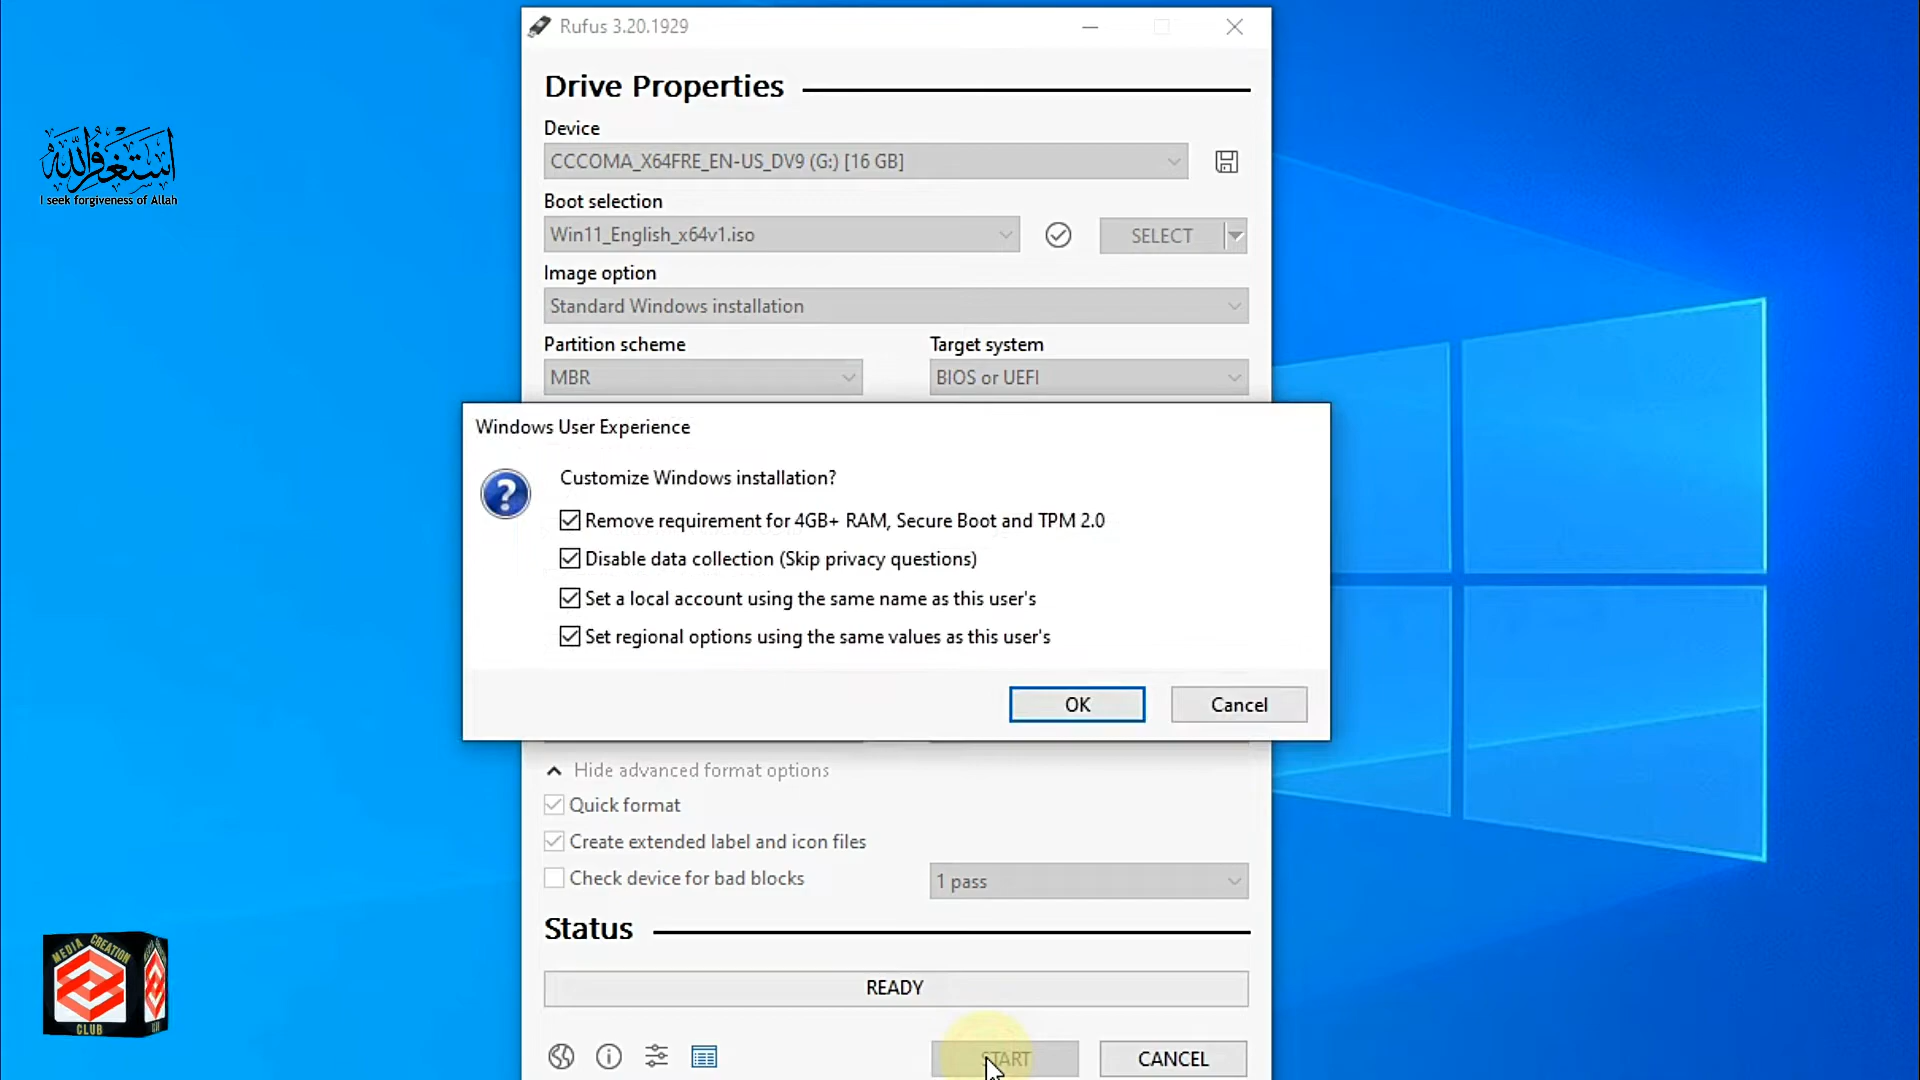 Rufus 3.20.1929
Drive Properties
Device
CCCOMA_X64FRE_EN-US_DV9 (G:) [16 GB]
Boot selection
Win11_English_x64v1.iso
SELECT
Image option
Standard Windows installation
Partition scheme
Target system
MBR
BIOS or UEFI
Windows User Experience
Customize Windows installation?
Remove requirement for 4GB+ RAM, Secure Boot and TPM 2.0
Disable data collection (Skip privacy questions)
Set a local account using the same name as this user's
Set regional options using the same values as this user's
OK
Cancel
Hide advanced format options
Quick format
Create extended label and icon files
Check device for bad blocks
1 pass
Status
READY
START
CANCEL
أستغفر الله
I seek forgiveness of Allah
MEDIA CREATION
CLUB